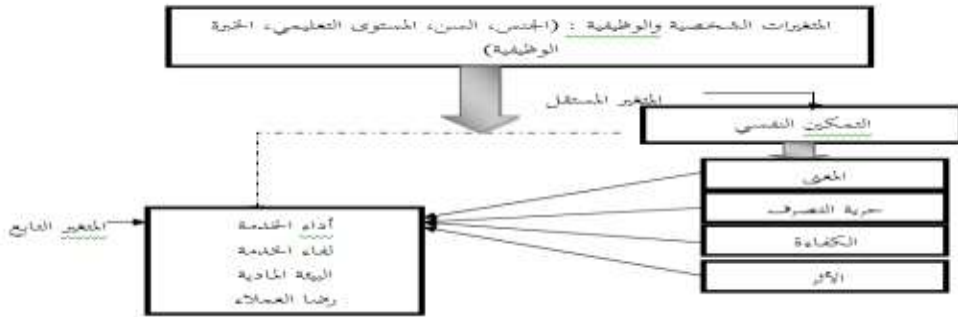 المتغيرات الشخصية والوظيفية : (الجنس، السن، المستوى التعليمي، الخبرة
الوظيفية)
المتغير المستقل
التمكين النفسي
المعنى
حرية التصرف
الكفاءة
الأثر
المتغير التابع
أداء الخدمة
لقاء الخدمة
البيئة المادية
رضا العملاء